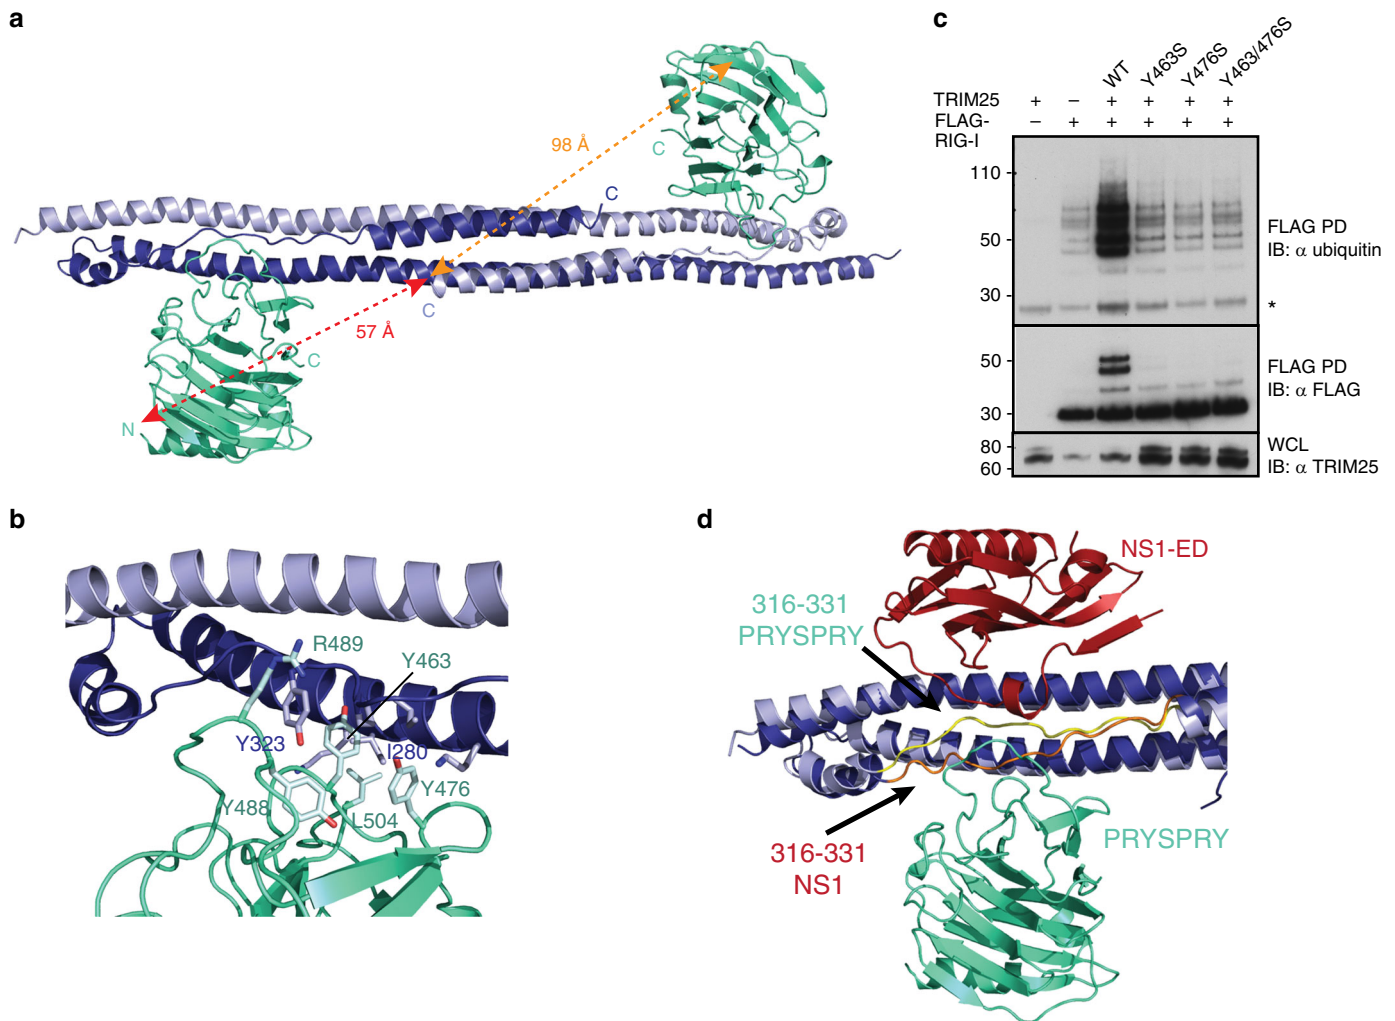 a
98 Å
C
C
C
57 Å
C
N
c
WT
Y463S
Y476S
Y463/476S
TRIM25 + – + + + +
FLAG- – + + + + +
RIG-I
110
50
30
FLAG PD
IB: α ubiquitin
*
50
30
FLAG PD
IB: α FLAG
80
60
WCL
IB: α TRIM25
b
R489
Y463
Y323
I280
Y476
Y488
L504
d
NS1-ED
316-331
PRYSPRY
316-331
NS1
PRYSPRY